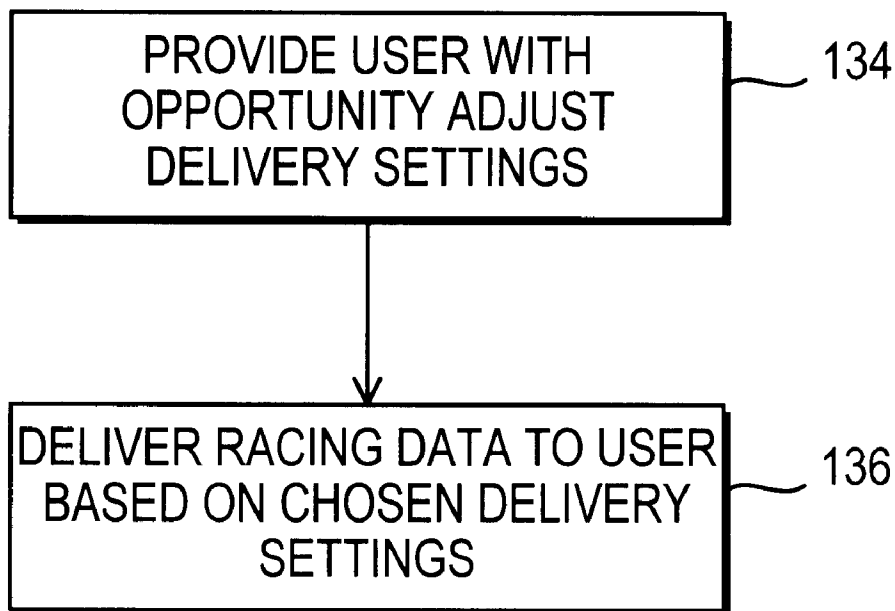 PROVIDE USER WITH
OPPORTUNITY ADJUST
DELIVERY SETTINGS
134
DELIVER RACING DATA TO USER
BASED ON CHOSEN DELIVERY
SETTINGS
136